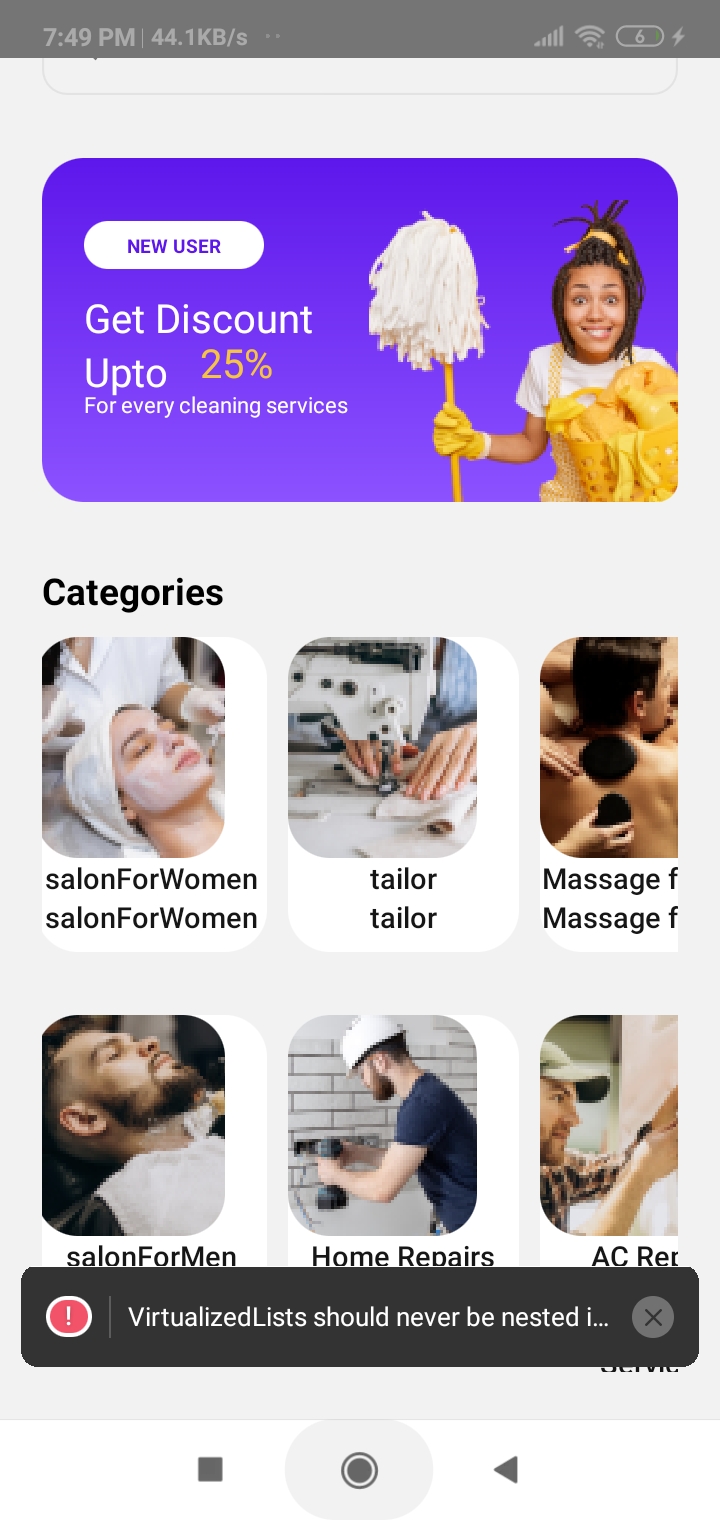 7:49 PM | 44.1KB/s ··
6
NEW USER
Get Discount
Upto 25%
For every cleaning services
Categories
salonForWomen tailor Massage f
salonForWomen tailor Massage f
salonForMen Home Repairs AC Rep
! VirtualizedLists should never be nested i...